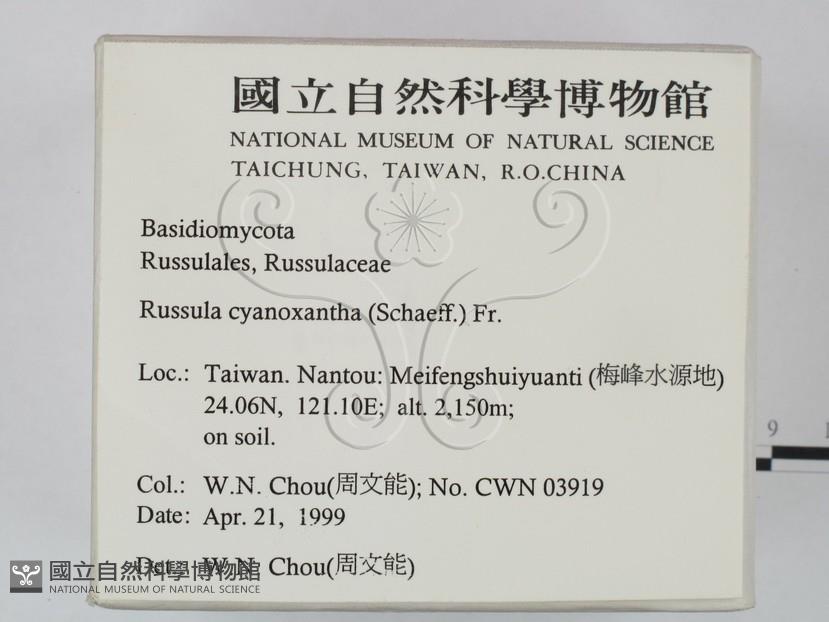 國立自然科學博物館
NATIONAL MUSEUM OF NATURAL SCIENCE
TAICHUNG, TAIWAN, R.O.CHINA
Basidiomycota
Russulales, Russulaceae
Russula cyanoxantha (Schaeff.) Fr.
Loc.: Taiwan. Nantou: Meifengshuiyuanti (梅峰水源地)
24.06N, 121.10E; alt. 2,150m;
on soil.
Col.: W.N. Chou(周文能); No. CWN 03919
Date: Apr. 21, 1999
Det.: W.N. Chou(周文能)
國立自然科學博物館
NATIONAL MUSEUM OF NATURAL SCIENCE
9